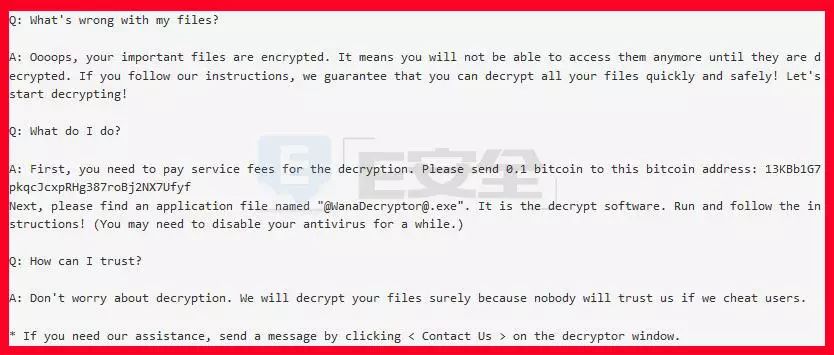 Q: What's wrong with my files?
A: Oooops, your important files are encrypted. It means you will not be able to access them anymore until they are d
ecrypted. If you follow our instructions, we guarantee that you can decrypt all your files quickly and safely! Let's
start decrypting!
Q: What do I do?
A: First, you need to pay service fees for the decryption. Please send 0.1 bitcoin to this bitcoin address: 13KBb1G7
pkqcJcxpRHg387roBj2NX7Ufyf
Next, please find an application file named "@WanaDecryptor@.exe". It is the decrypt software. Run and follow the in
structions! (You may need to disable your antivirus for a while.)
Q: How can I trust?
A: Don't worry about decryption. We will decrypt your files surely because nobody will trust us if we cheat users.
* If you need our assistance, send a message by clicking < Contact Us > on the decryptor window.
E安全